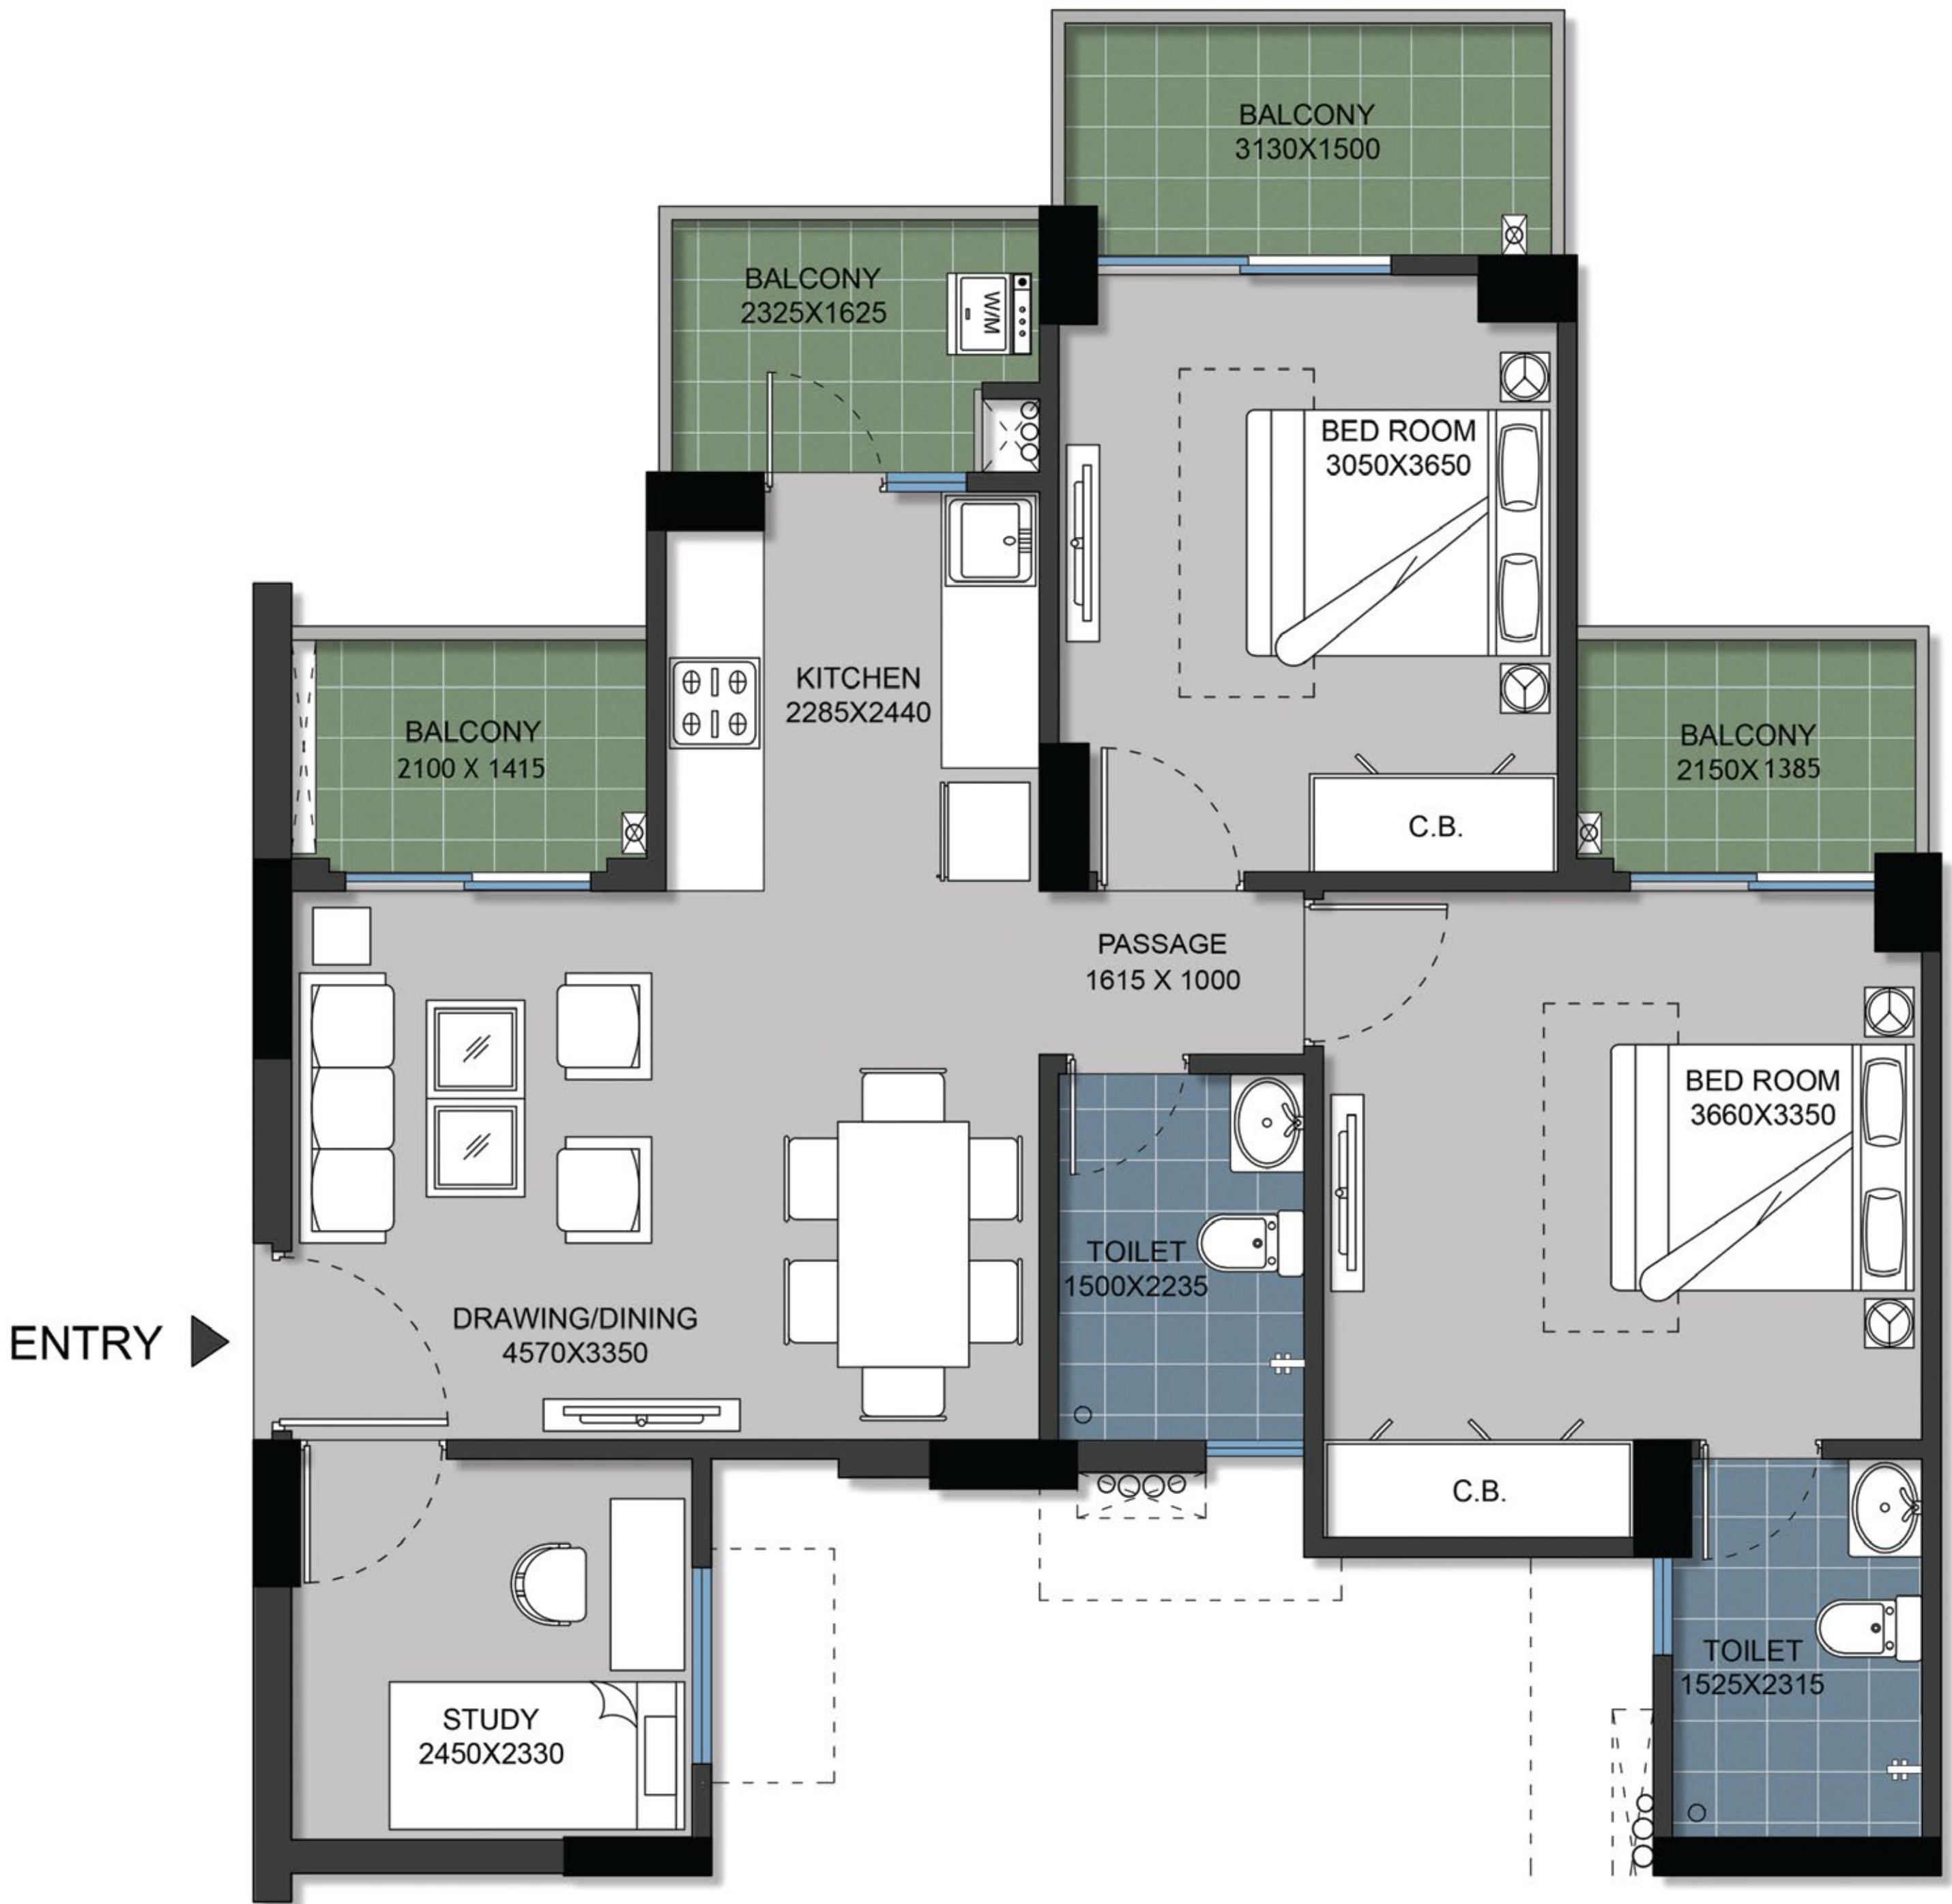 BALCONY
3130X1500
BALCONY
2325X1625
W/M
BED ROOM
3050X3650
KITCHEN
2285X2440
BALCONY
2100 X 1415
BALCONY
2150X1385
C.B.
PASSAGE
1615 X 1000
BED ROOM
3660X3350
TOILET
1500X2235
DRAWING/DINING
4570X3350
ENTRY
C.B.
TOILET
1525X2315
STUDY
2450X2330